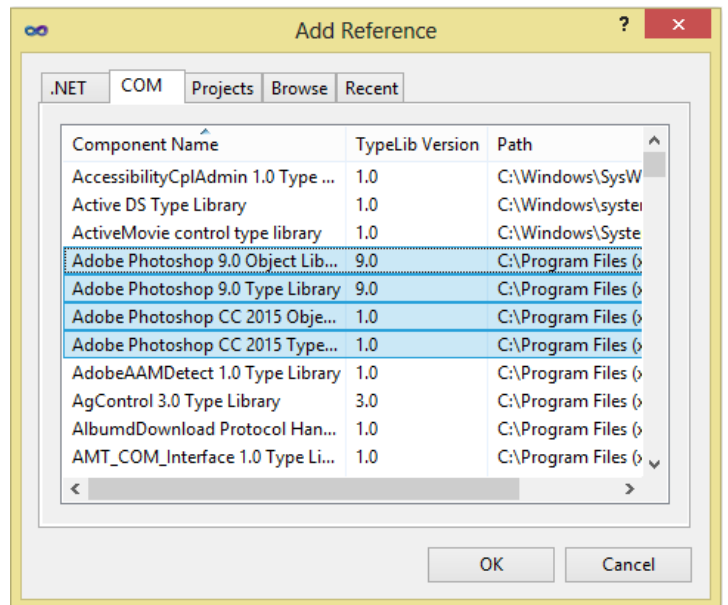 Add Reference
?
.NET COM Projects Browse Recent
Component Name TypeLib Version Path
AccessibilityCplAdmin 1.0 Type ... 1.0 C:\Windows\SysW
Active DS Type Library 1.0 C:\Windows\syster
ActiveMovie control type library 1.0 C:\Windows\Syste
Adobe Photoshop 9.0 Object Lib... 9.0 C:\Program Files (x
Adobe Photoshop 9.0 Type Library 9.0 C:\Program Files (x
Adobe Photoshop CC 2015 Obje... 1.0 C:\Program Files (x
Adobe Photoshop CC 2015 Type... 1.0 C:\Program Files (x
AdobeAAMDetect 1.0 Type Library 1.0 C:\Program Files (x
AgControl 3.0 Type Library 3.0 C:\Program Files (x
AlbumdDownload Protocol Han... 1.0 C:\Program Files (x
AMT_COM_Interface 1.0 Type Li... 1.0 C:\Program Files (x
OK Cancel